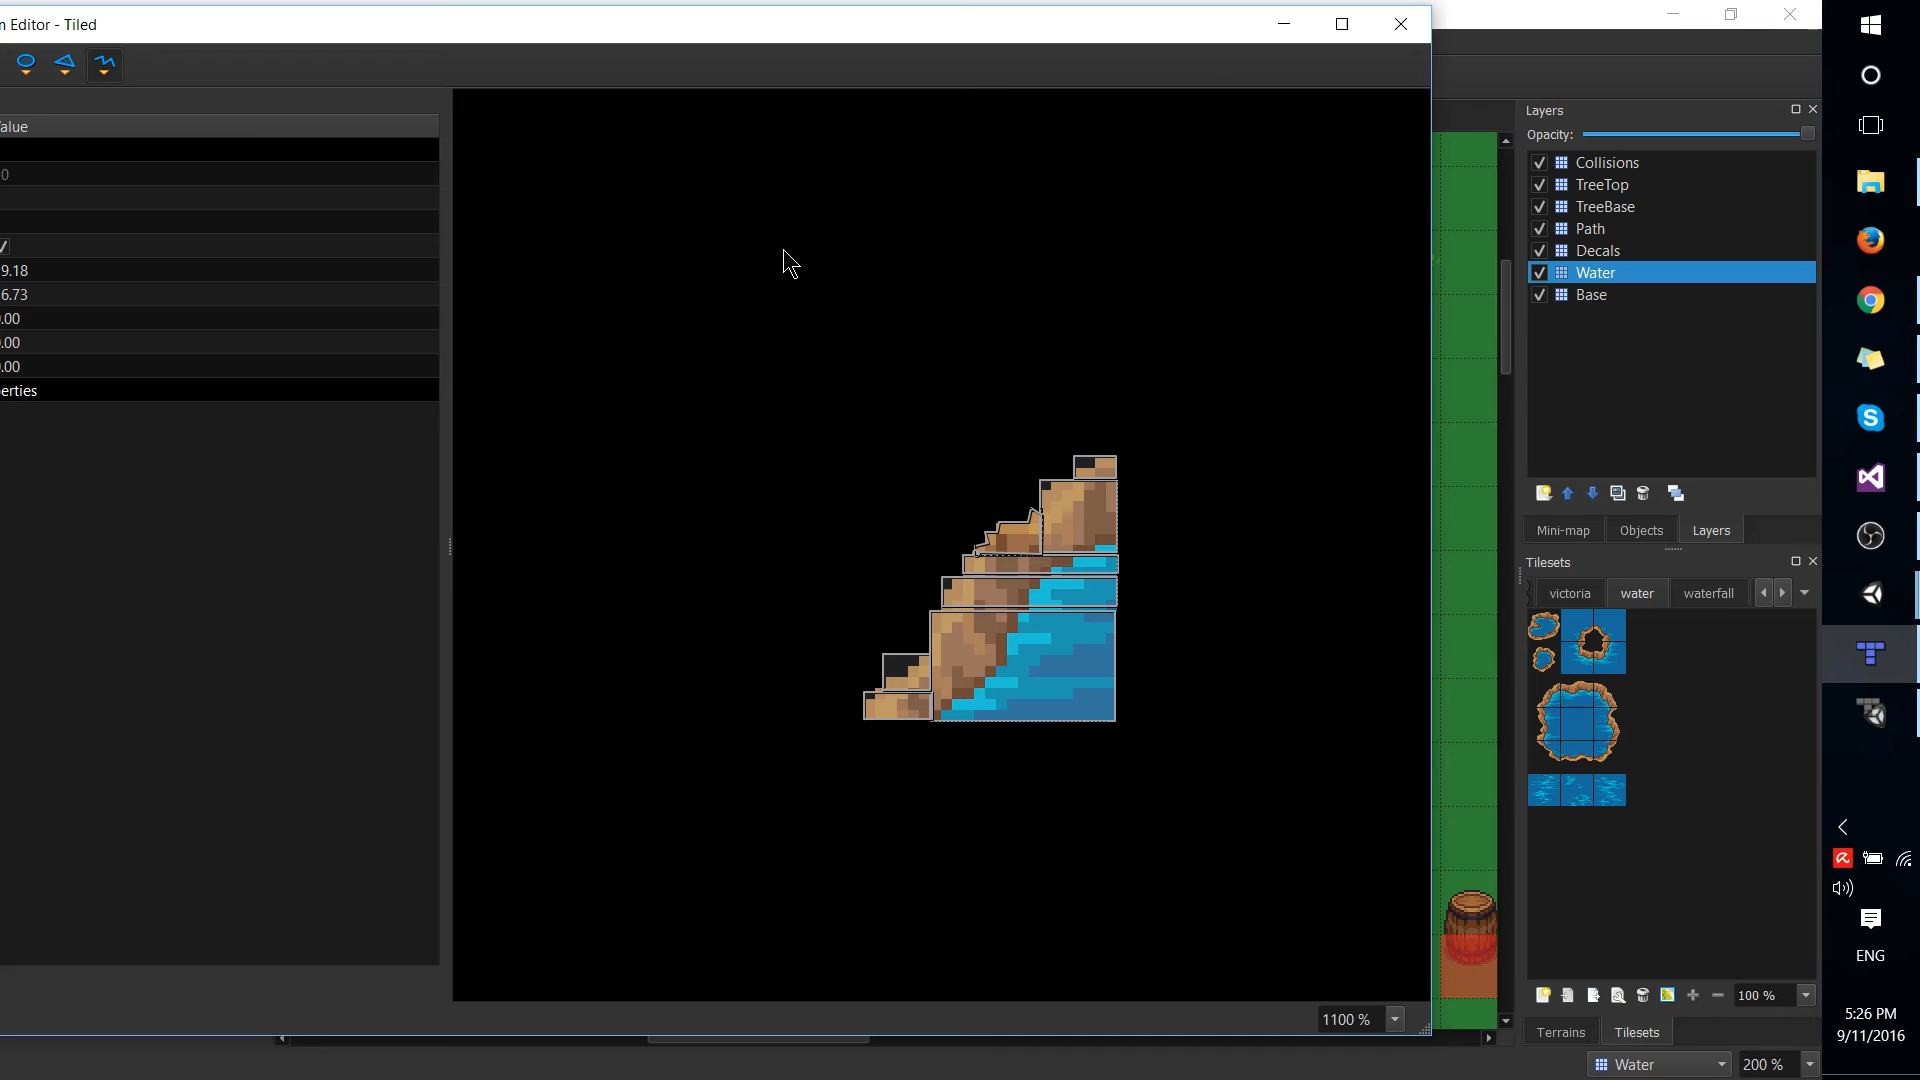 n Editor - Tiled
alue
0
9.18
6.73
.00
.00
.00
erties
1100 %
Layers
Opacity:
Collisions
TreeTop
TreeBase
Path
Decals
Water
Base
Mini-map
Objects
Layers
Tilesets
victoria
water
waterfall
100 %
Terrains
Tilesets
Water
200 %
ENG
5:26 PM
9/11/2016